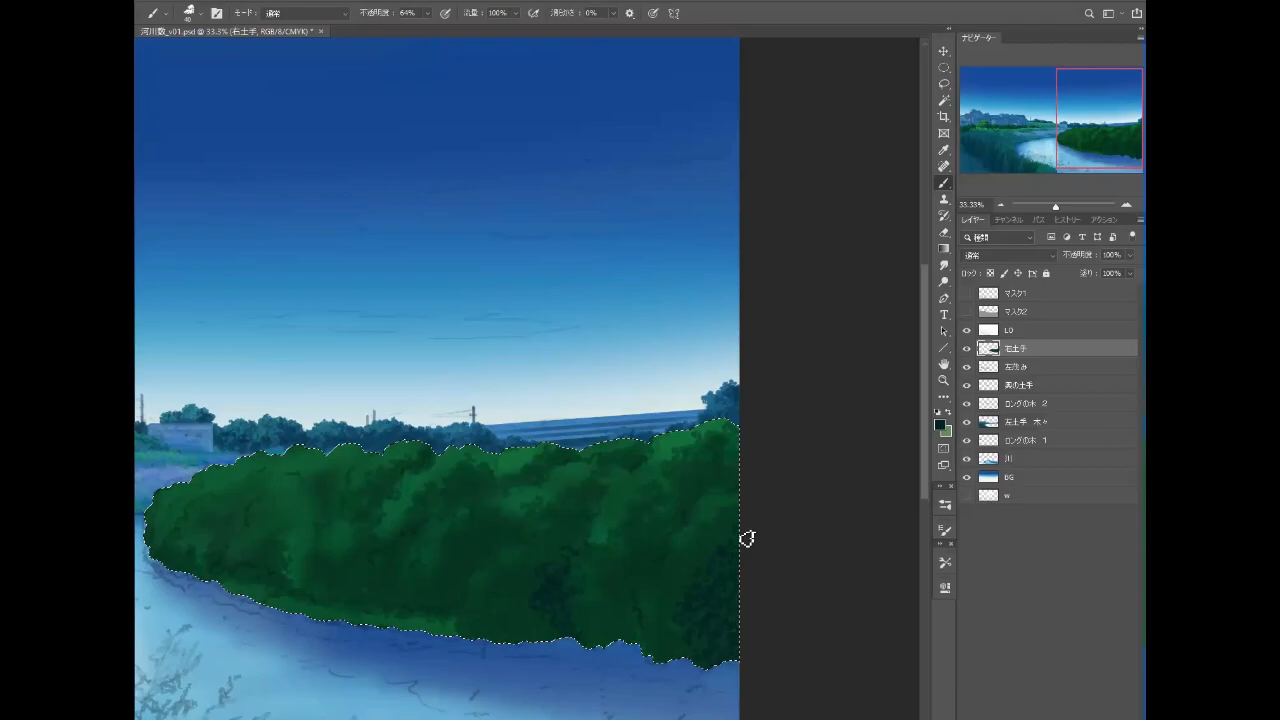 40 モード: 通常 不透明度: 64% 流量: 100% 滑らかさ: 0%
河川敷_v01.psd @ 33.3% (右土手, RGB/8/CMYK) * ×
ナビゲーター
33.33%
レイヤー チャンネル パス ヒストリー アクション
種類
通常 不透明度: 100%
ロック: 塗り: 100%
マスク1
マスク2
LO
右土手
左茂み
奥の土手
ロングの木 2
左土手 木々
ロングの木 1
川
BG
w